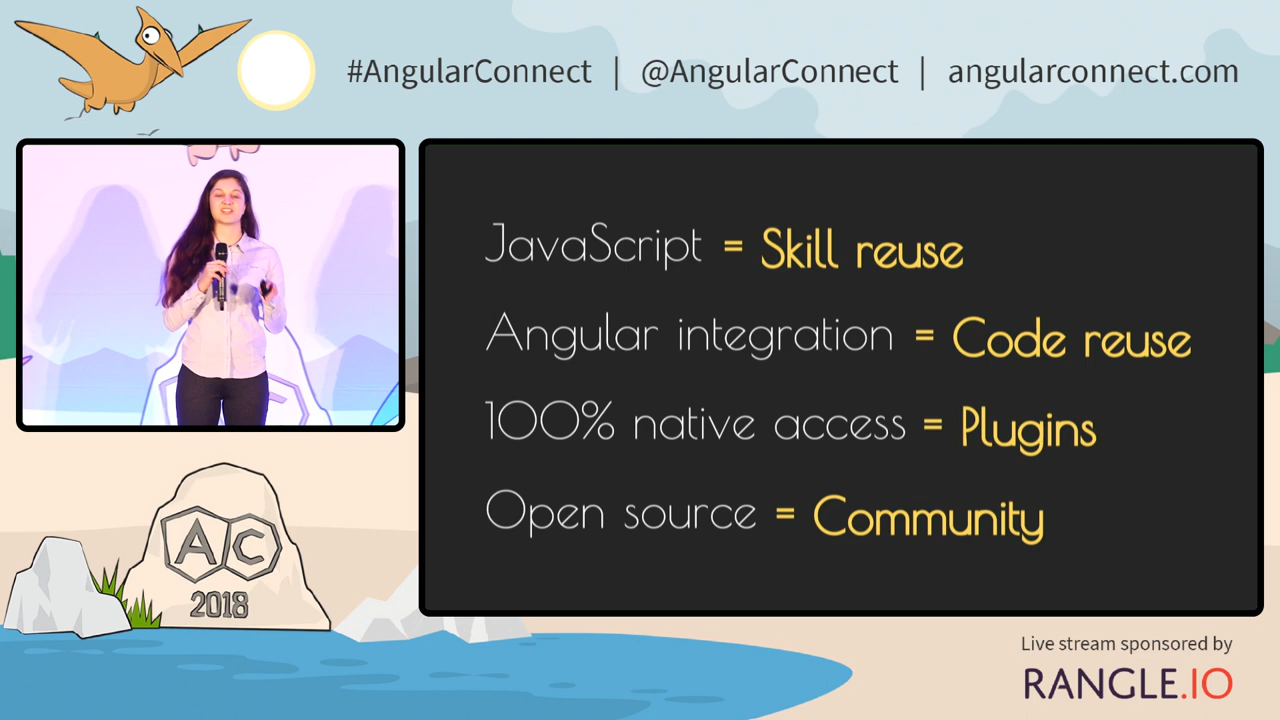 #AngularConnect | @AngularConnect | angularconnect.com
JavaScript = Skill reuse
Angular integration = Code reuse
100% native access = Plugins
Open source = Community
AC
2018
Live stream sponsored by
RANGLE.IO